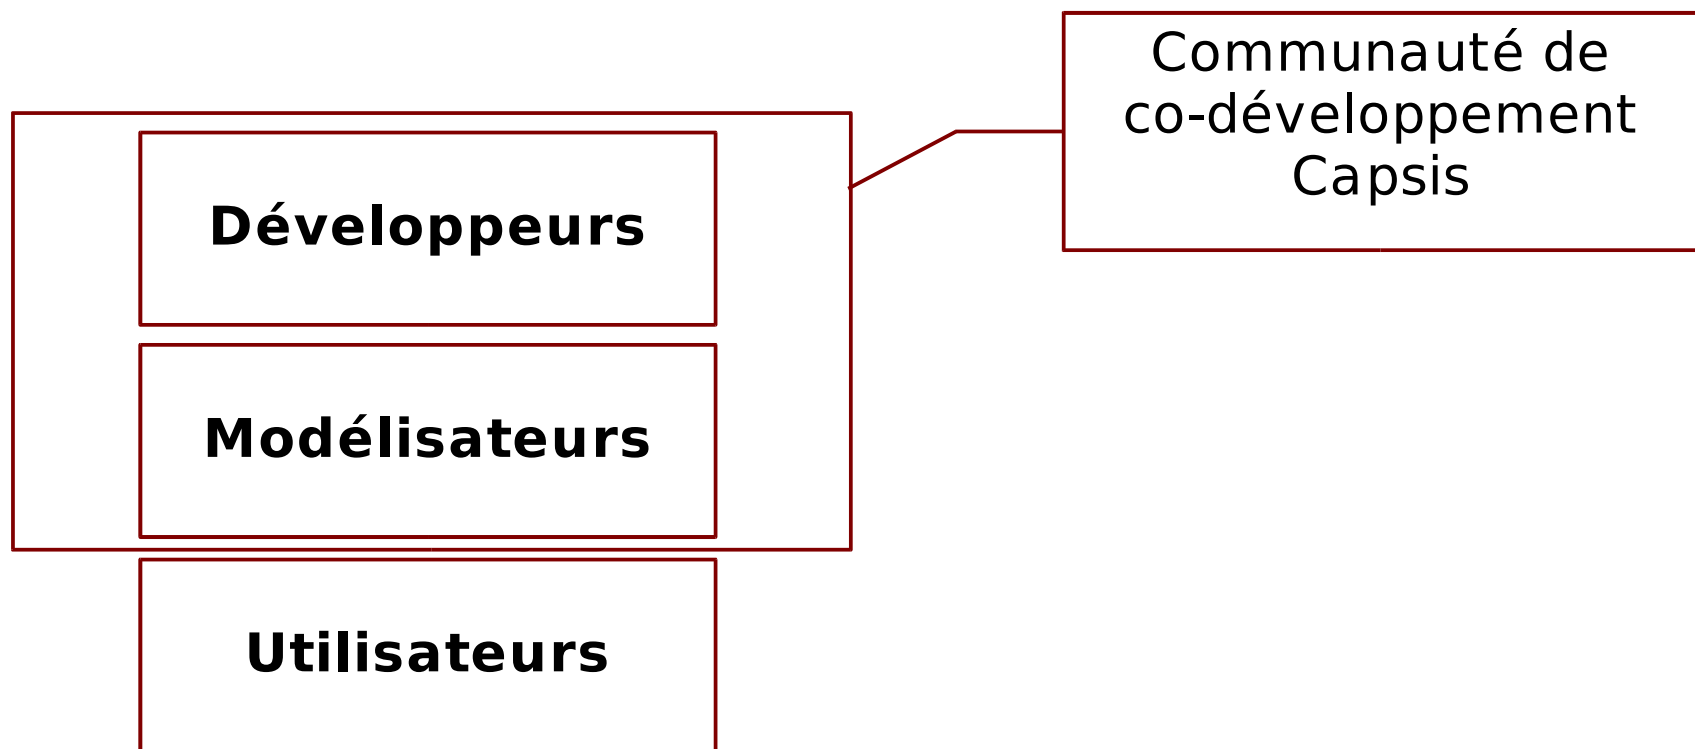 Communauté de
co-développement
Capsis
Développeurs
Modélisateurs
Utilisateurs